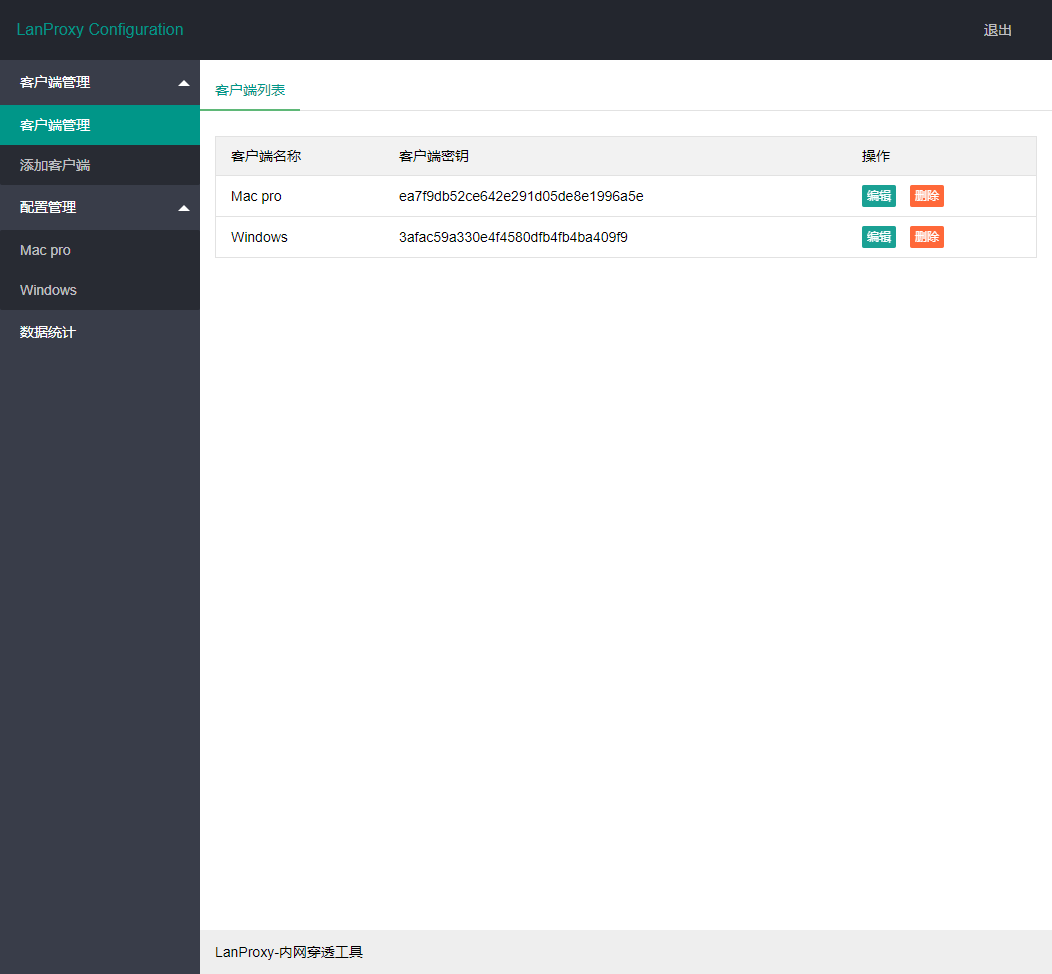 LanProxy Configuration
退出
客户端管理
客户端管理
添加客户端
配置管理
Mac pro
Windows
数据统计
客户端列表
客户端名称 客户端密钥 操作
Mac pro ea7f9db52ce642e291d05de8e1996a5e 编辑 删除
Windows 3afac59a330e4f4580dfb4fb4ba409f9 编辑 删除
LanProxy-内网穿透工具